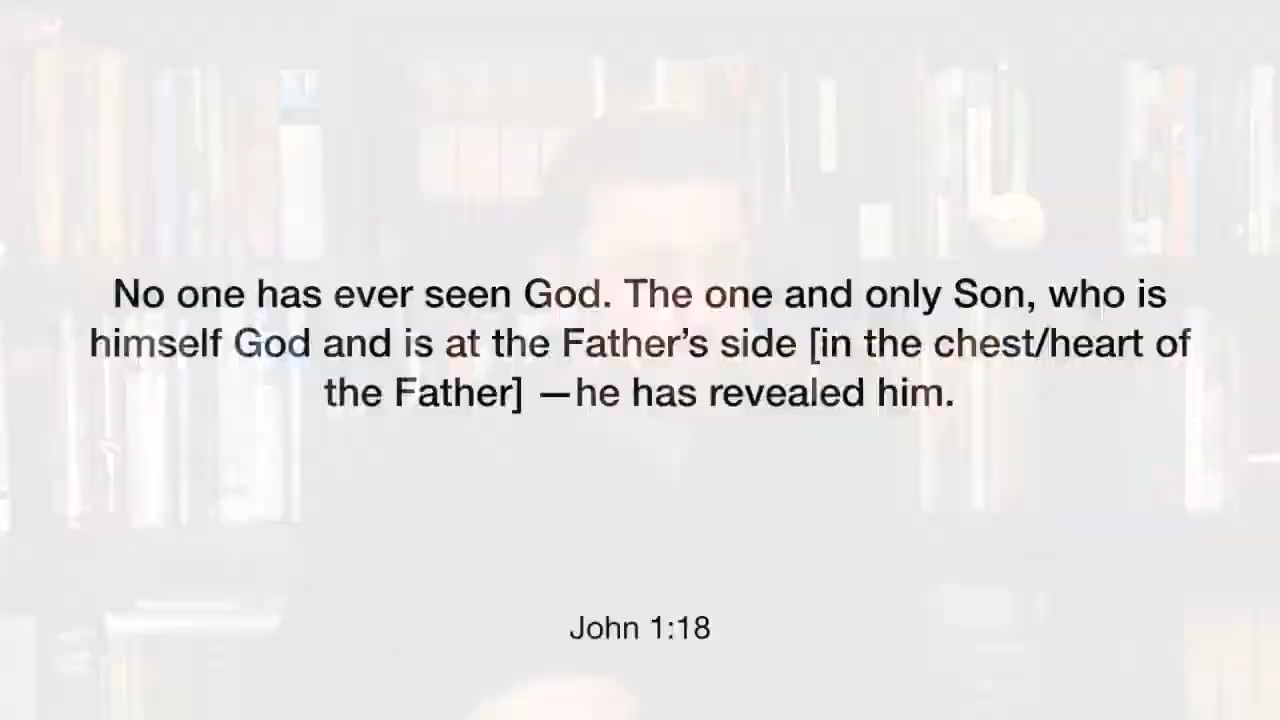 No one has ever seen God. The one and only Son, who is
himself God and is at the Father’s side [in the chest/heart of
the Father] —he has revealed him.
John 1:18